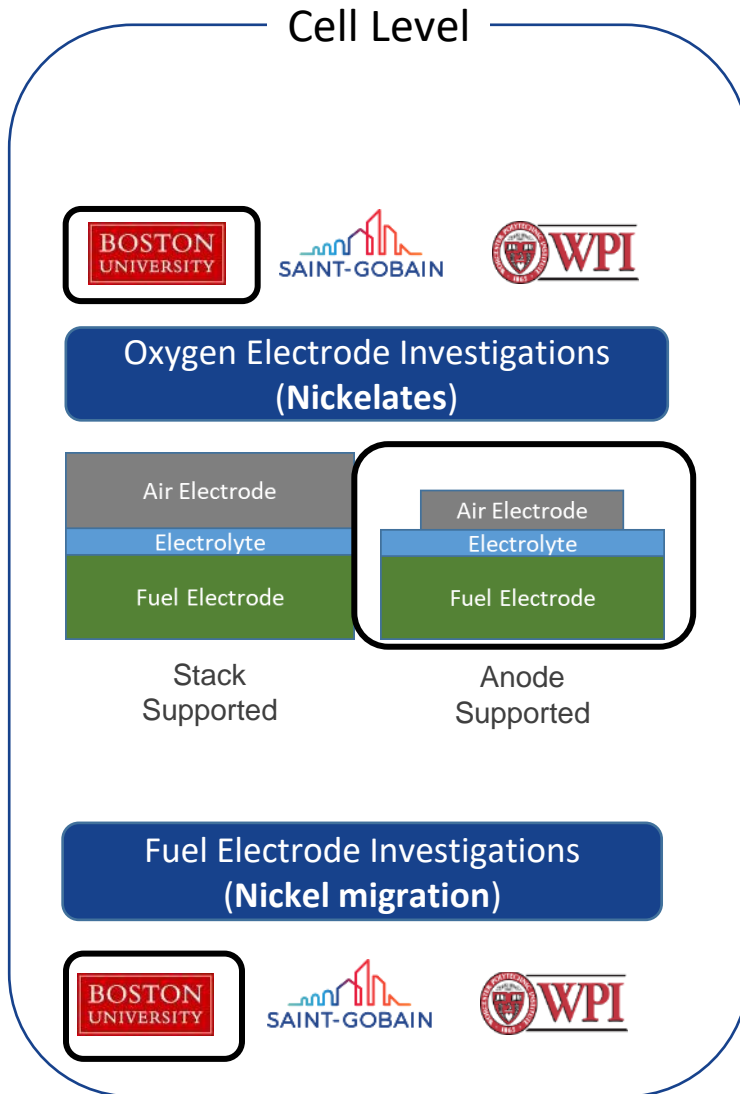 Cell Level
BOSTON
UNIVERSITY
SAINT-GOBAIN
WPI
Oxygen Electrode Investigations
(Nickelates)
Air Electrode
Electrolyte
Fuel Electrode
Stack
Supported
Air Electrode
Electrolyte
Fuel Electrode
Anode
Supported
Fuel Electrode Investigations
(Nickel migration)
BOSTON
UNIVERSITY
SAINT-GOBAIN
WPI